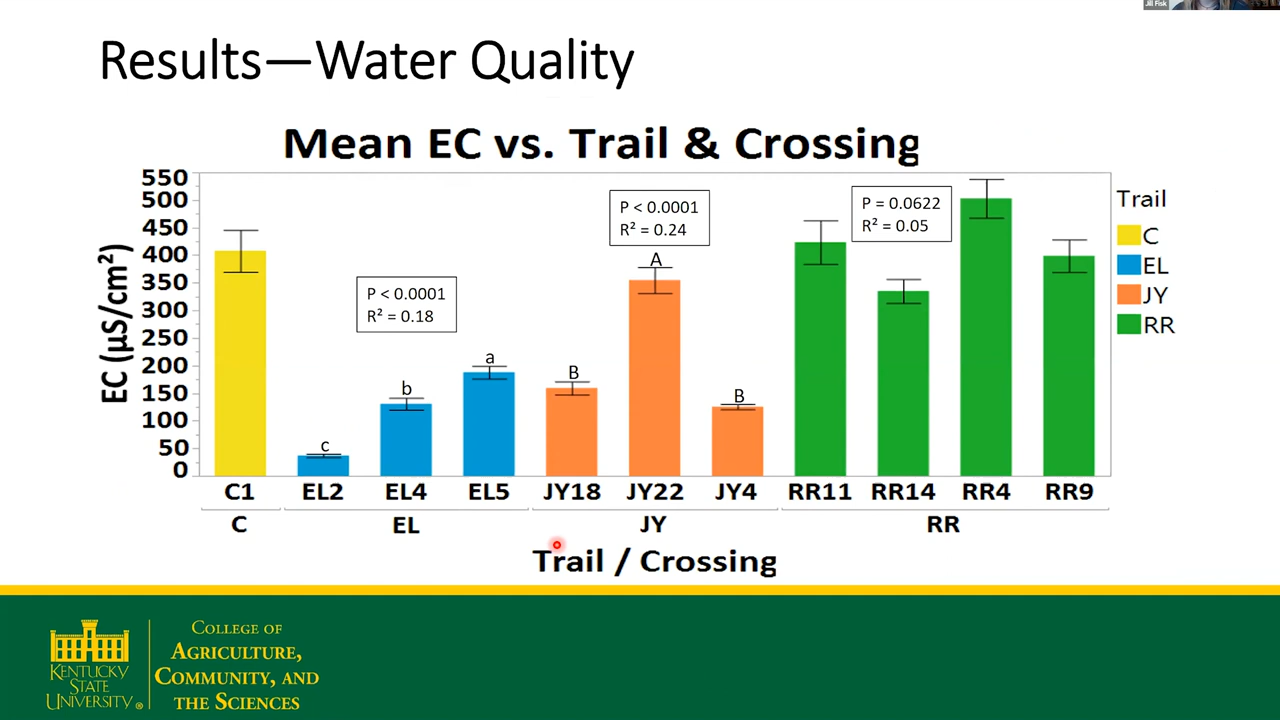 Jill Fisk
Results—Water Quality
Mean EC vs. Trail & Crossing
EC (µS/cm²)
550
500
450
400
350
300
250
200
150
100
50
0
P < 0.0001
R² = 0.18
P < 0.0001
R² = 0.24
P = 0.0622
R² = 0.05
c
b
a
B
A
B
Trail
C
EL
JY
RR
C1 EL2 EL4 EL5 JY18 JY22 JY4 RR11 RR14 RR4 RR9
C EL JY RR
Trail / Crossing
KENTUCKY
STATE
UNIVERSITY®
COLLEGE OF
AGRICULTURE,
COMMUNITY, AND
THE SCIENCES